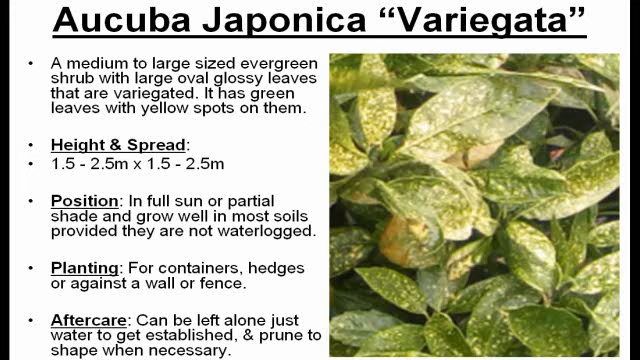 Aucuba Japonica “Variegata”
• A medium to large sized evergreen
shrub with large oval glossy leaves
that are variegated. It has green
leaves with yellow spots on them.
• Height & Spread:
• 1.5 - 2.5m x 1.5 - 2.5m
• Position: In full sun or partial
shade and grow well in most soils
provided they are not waterlogged.
• Planting: For containers, hedges
or against a wall or fence.
• Aftercare: Can be left alone just
water to get established, & prune to
shape when necessary.